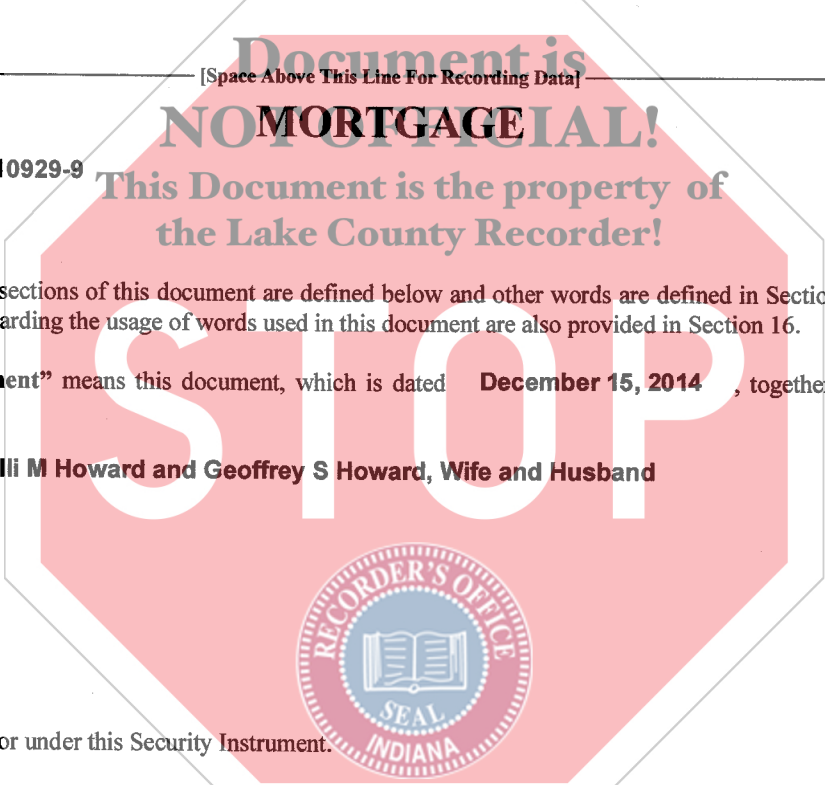 Document is
[Space Above This Line For Recording Data]
NOT OFFICIAL!
MORTGAGE
0929-9
This Document is the property of
the Lake County Recorder!
sections of this document are defined below and other words are defined in Sectio
arding the usage of words used in this document are also provided in Section 16.
ent” means this document, which is dated December 15, 2014 , together
lli M Howard and Geoffrey S Howard, Wife and Husband
STOP
RECORDER'S OFFICE
SEAL
INDIANA
or under this Security Instrument.